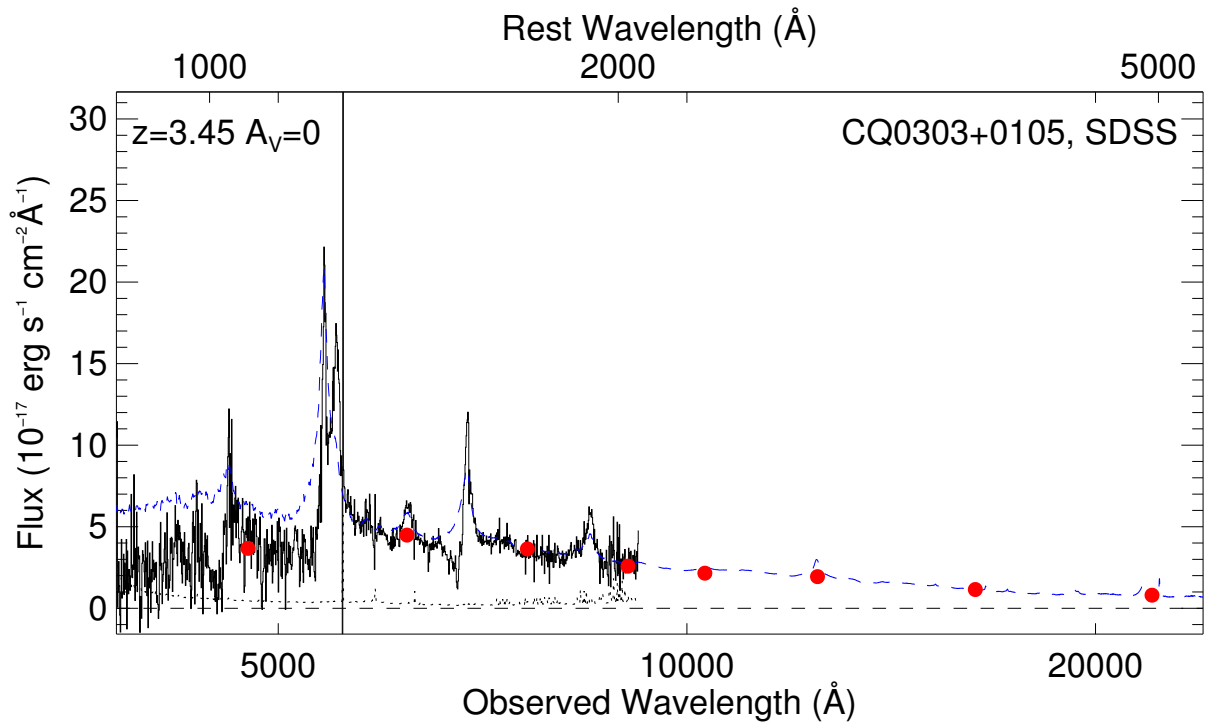 Rest Wavelength (Å)
1000 2000 5000
z=3.45 A_V=0 CQ0303+0105, SDSS
30
25
20
15
10
5
0
Flux (10⁻¹⁷ erg s⁻¹ cm⁻²Å⁻¹)
5000 10000 20000
Observed Wavelength (Å)